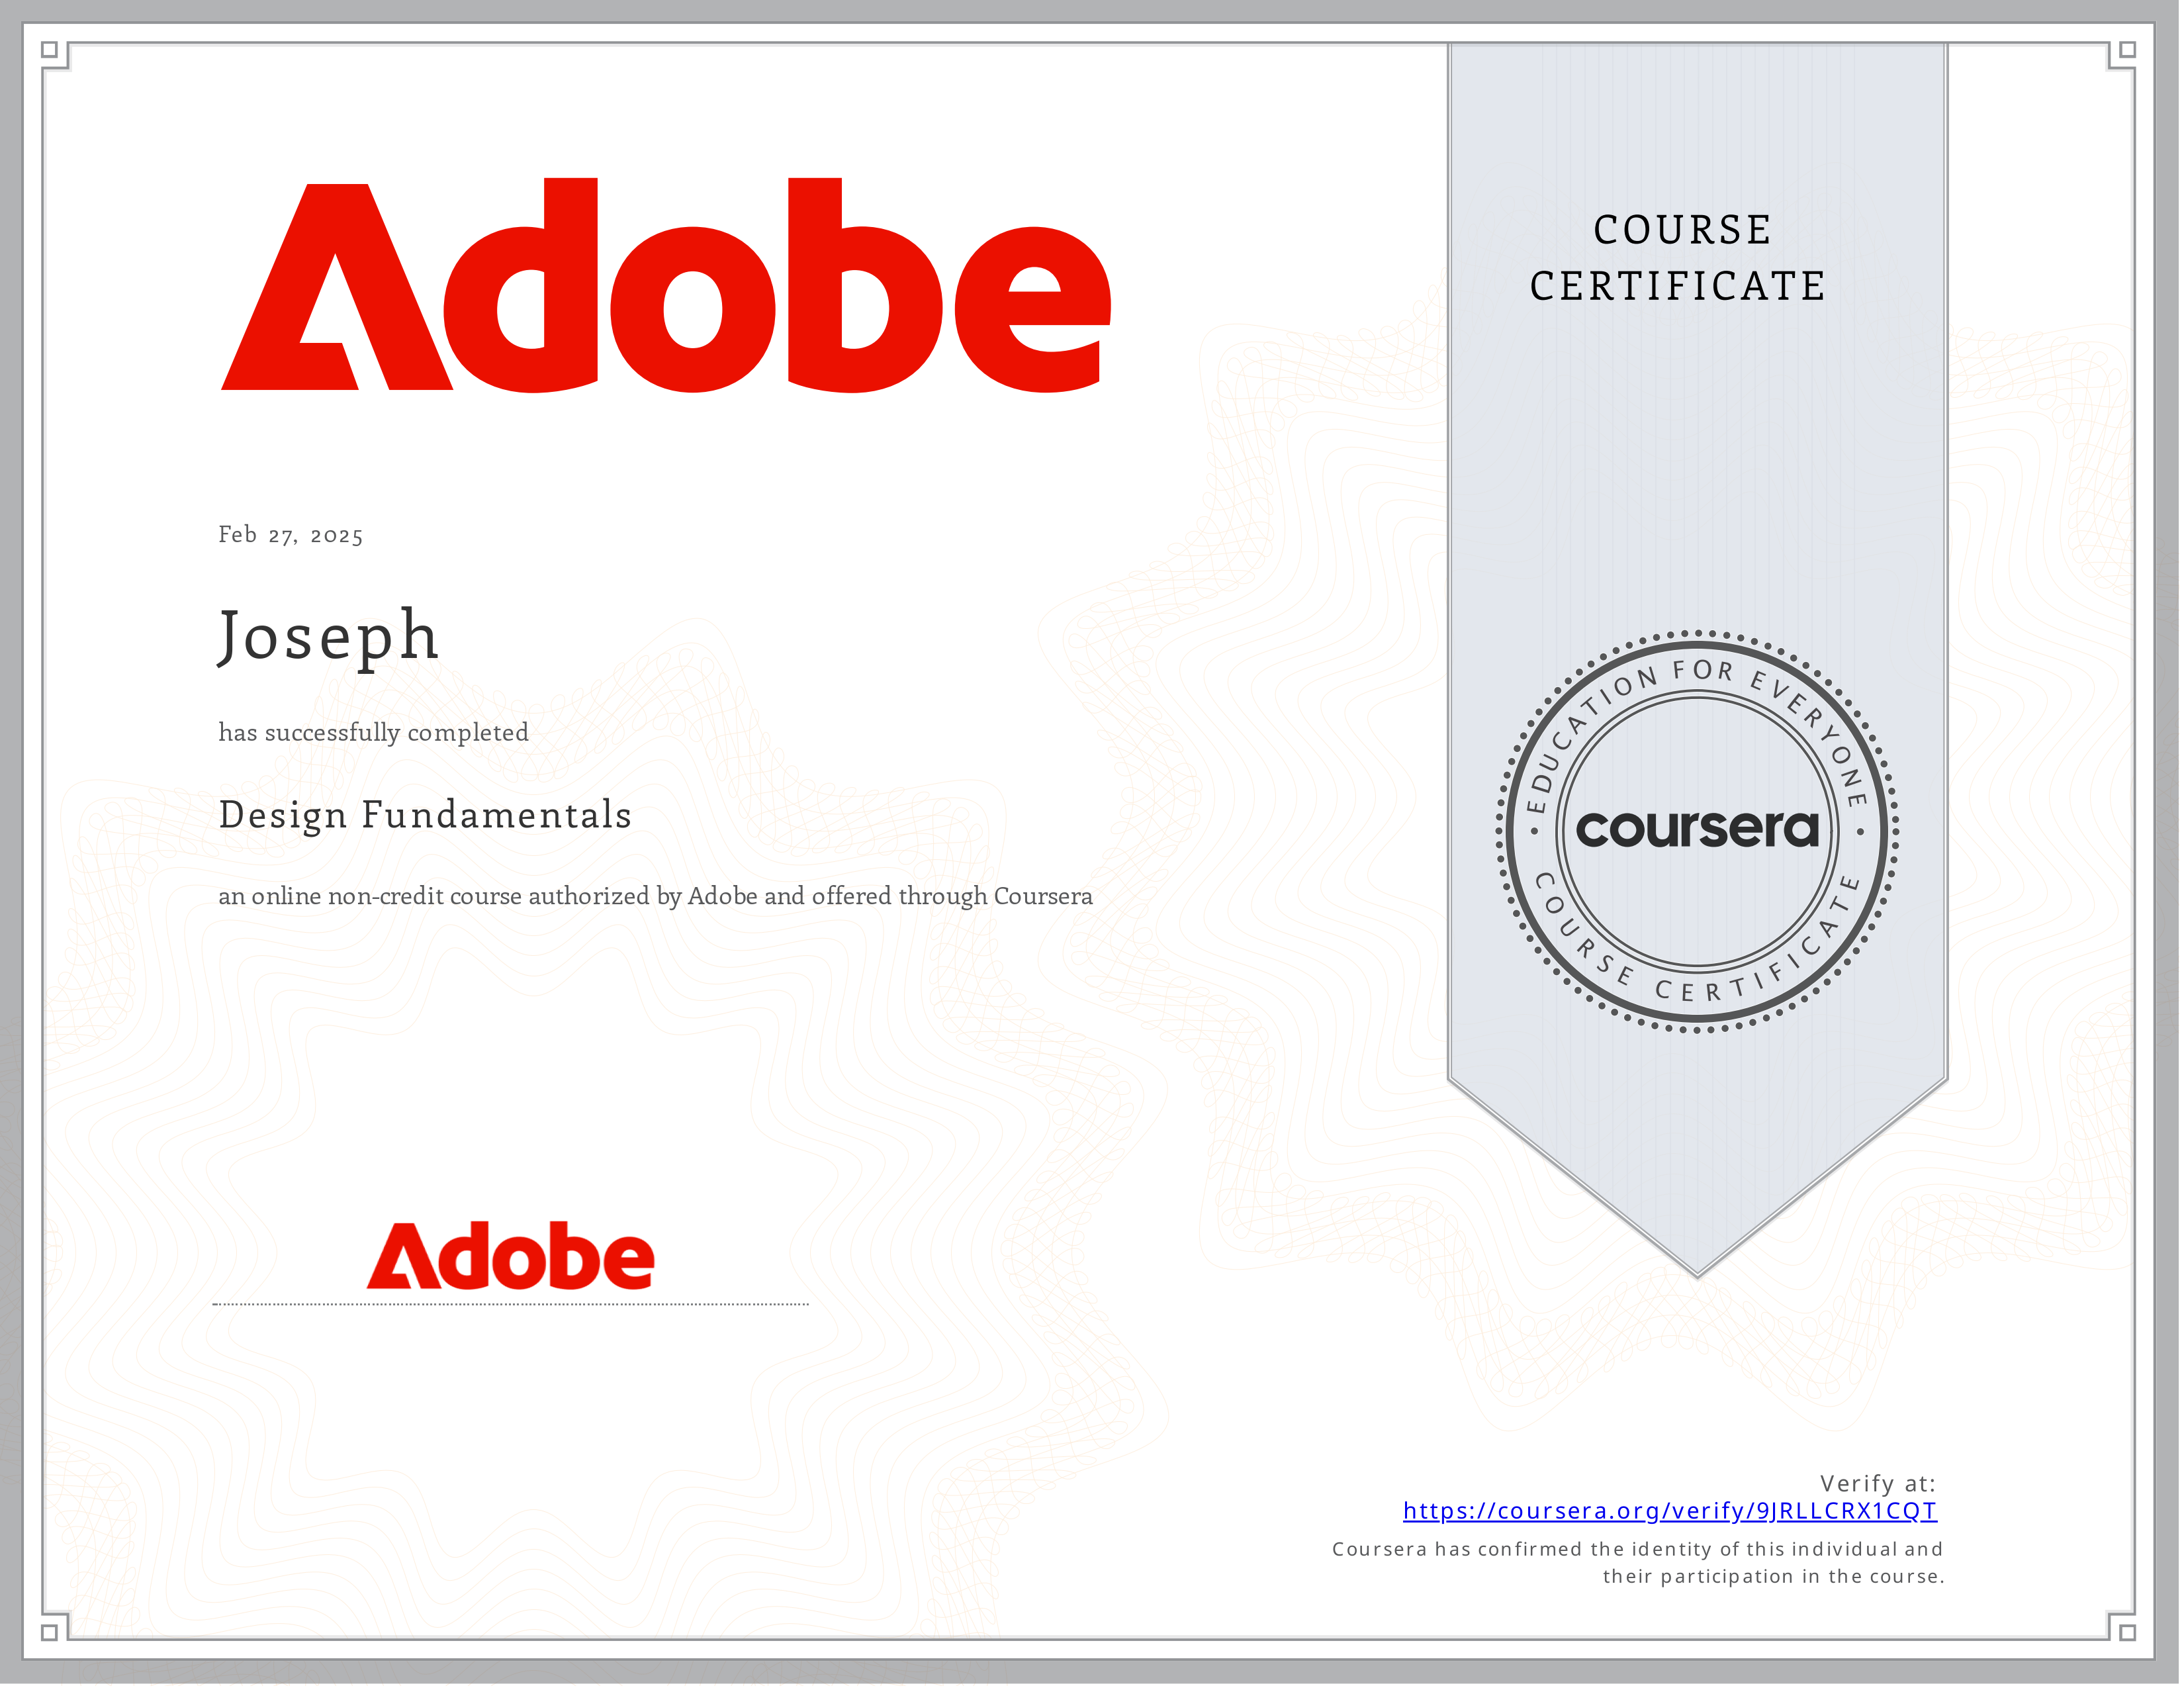 Adobe
COURSE
CERTIFICATE
Feb 27, 2025
Joseph
has successfully completed
Design Fundamentals
an online non-credit course authorized by Adobe and offered through Coursera
EDUCATION FOR EVERYONE
coursera
COURSE CERTIFICATE
Adobe
Verify at:
https://coursera.org/verify/9JRLLCRX1CQT
Coursera has confirmed the identity of this individual and
their participation in the course.